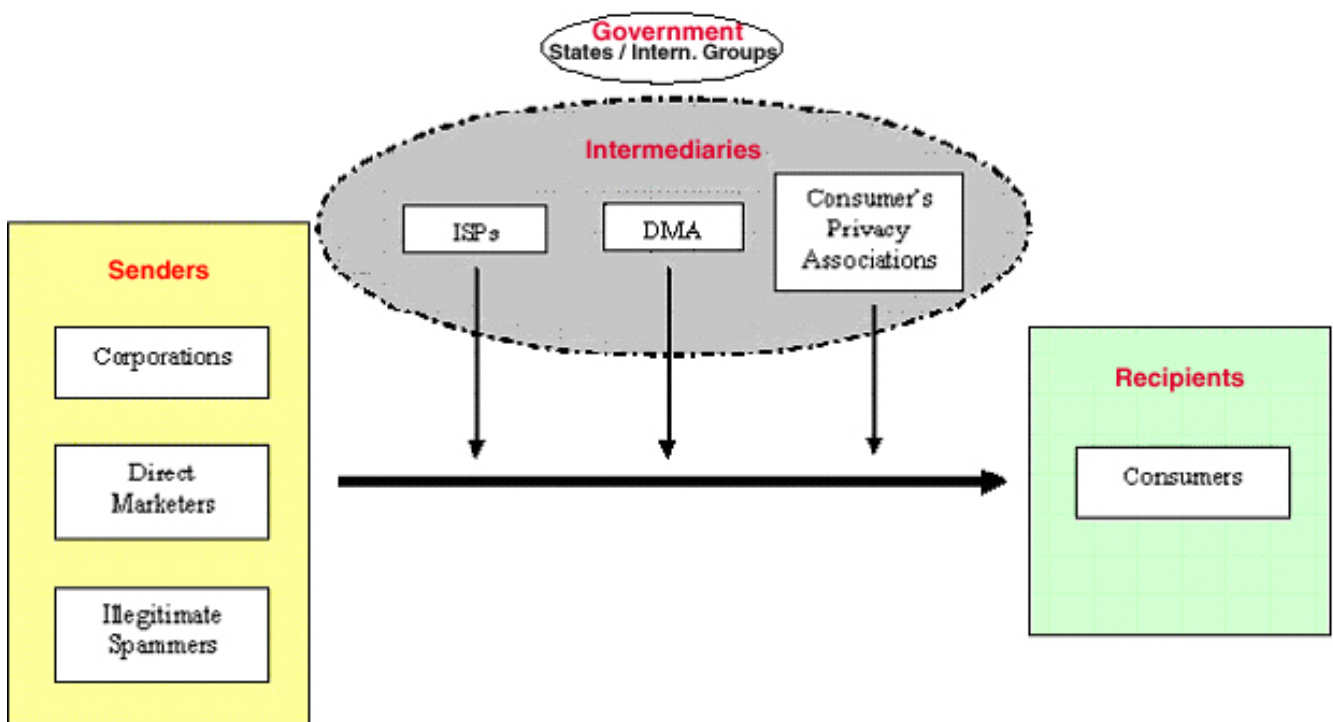 Government
States / Intern. Groups
Intermediaries
ISPs
DMA
Consumer's
Privacy
Associations
Senders
Corporations
Direct
Marketers
Illegitimate
Spammers
Recipients
Consumers